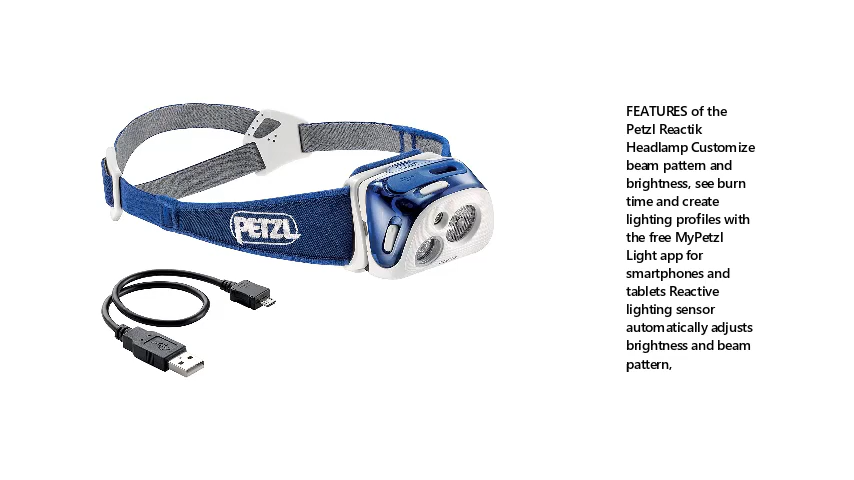 PETZL
FEATURES of the
Petzl Reactik
Headlamp Customize
beam pattern and
brightness, see burn
time and create
lighting profiles with
the free MyPetzl
Light app for
smartphones and
tablets Reactive
lighting sensor
automatically adjusts
brightness and beam
pattern,